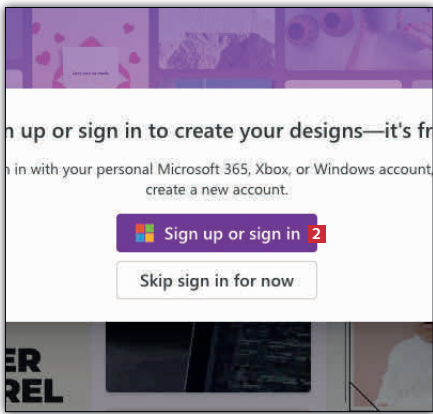 n up or sign in to create your designs—it's fr
n in with your personal Microsoft 365, Xbox, or Windows account,
create a new account.
Sign up or sign in 2
Skip sign in for now
ER
REL